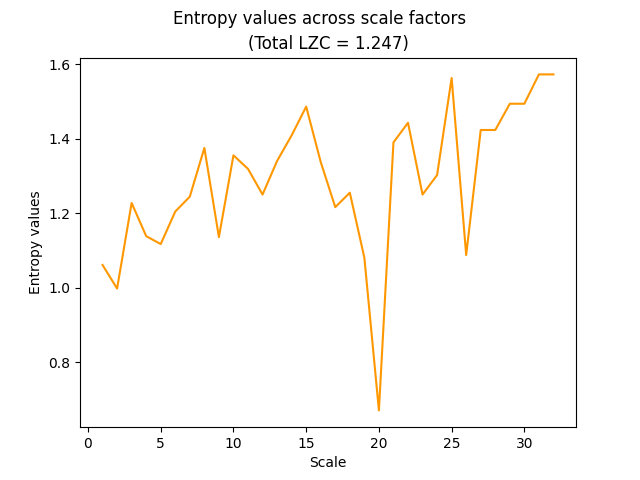 Entropy values across scale factors
(Total LZC = 1.247)
1.6
1.4
1.2
1.0
0.8
Entropy values
0 5 10 15 20 25 30
Scale